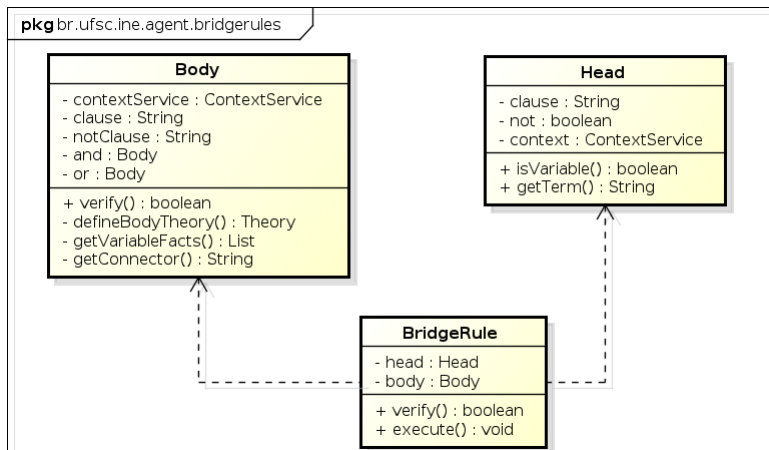 pkg br.ufsc.ine.agent.bridgerules
Body
- contextService : ContextService
- clause : String
- notClause : String
- and : Body
- or : Body
+ verify() : boolean
- defineBodyTheory() : Theory
- getVariableFacts() : List
- getConnector() : String
Head
- clause : String
- not : boolean
- context : ContextService
+ isVariable() : boolean
+ getTerm() : String
BridgeRule
- head : Head
- body : Body
+ verify() : boolean
+ execute() : void